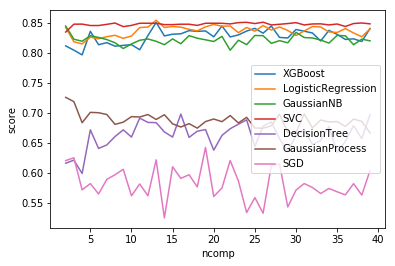 0.85
0.80
0.75
0.70
0.65
0.60
0.55
score
XGBoost
LogisticRegression
GaussianNB
SVC
DecisionTree
GaussianProcess
SGD
5 10 15 20 25 30 35 40
ncomp